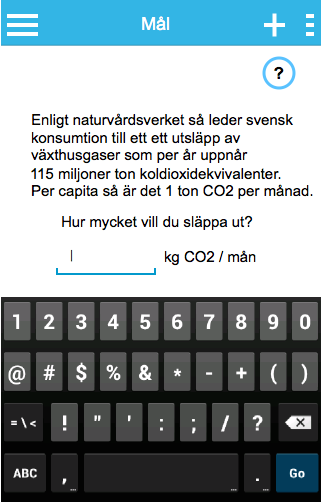 Mål +
?
Enligt naturvårdsverket så leder svensk
konsumtion till ett ett utsläpp av
växthusgaser som per år uppnår
115 miljoner ton koldioxidekvivalenter.
Per capita så är det 1 ton CO2 per månad.
Hur mycket vill du släppa ut?
kg CO2 / mån
1 2 3 4 5 6 7 8 9 0
@ # $ % & * - + ( )
= \ < ! " ' : ; / ?
ABC , ... ... . ... Go